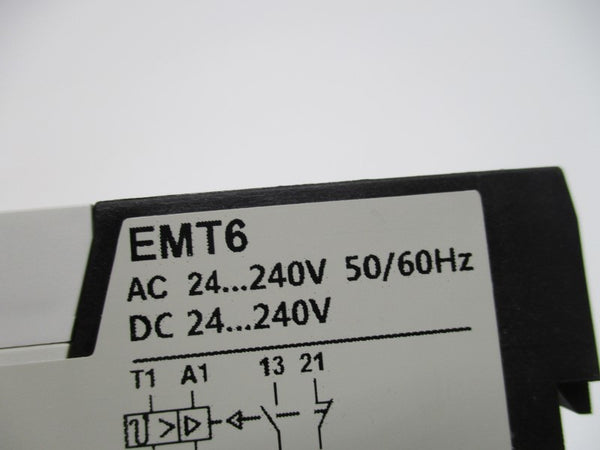 EMT6
AC 24...240V 50/60Hz
DC 24...240V
T1 A1 13 21